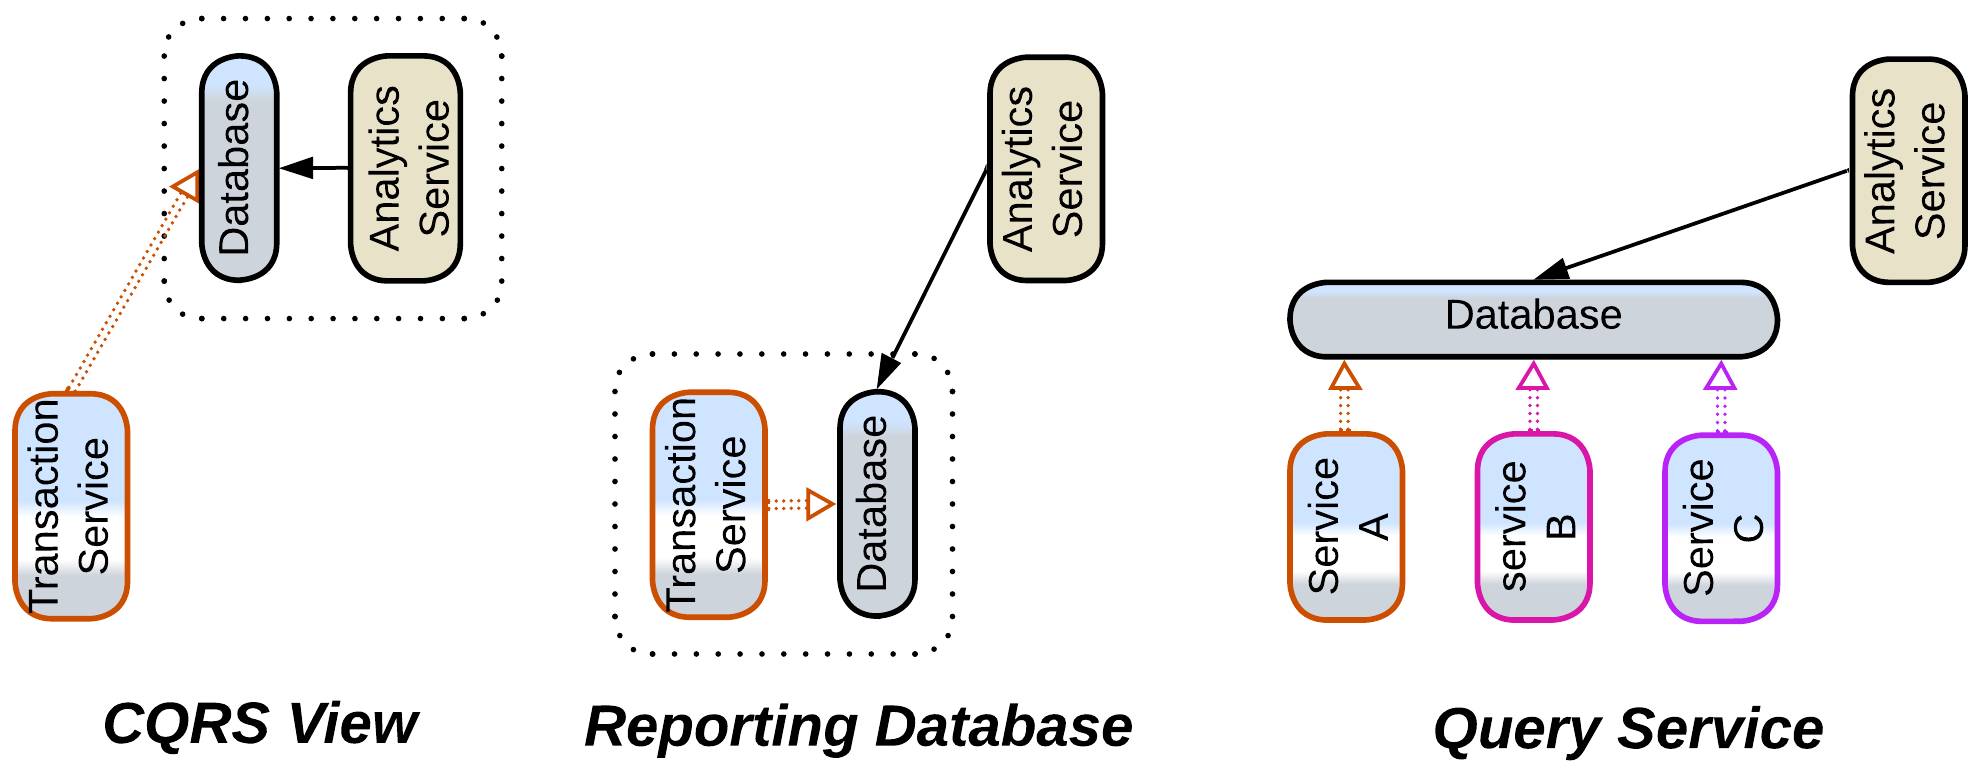 Database
Analytics
Service
Transaction
Service
CQRS View
Analytics
Service
Transaction
Service
Database
Reporting Database
Analytics
Service
Database
Service
A
service
B
Service
C
Query Service